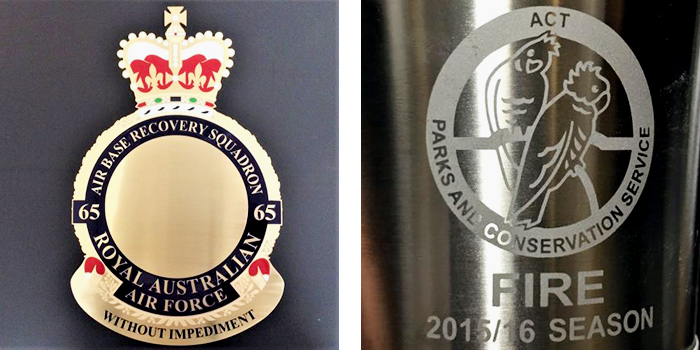 AIR BASE RECOVERY SQUADRON
65
65
ROYAL AUSTRALIAN
AIR FORCE
WITHOUT IMPEDIMENT
ACT
PARKS AND CONSERVATION SERVICE
FIRE
2015/16 SEASON